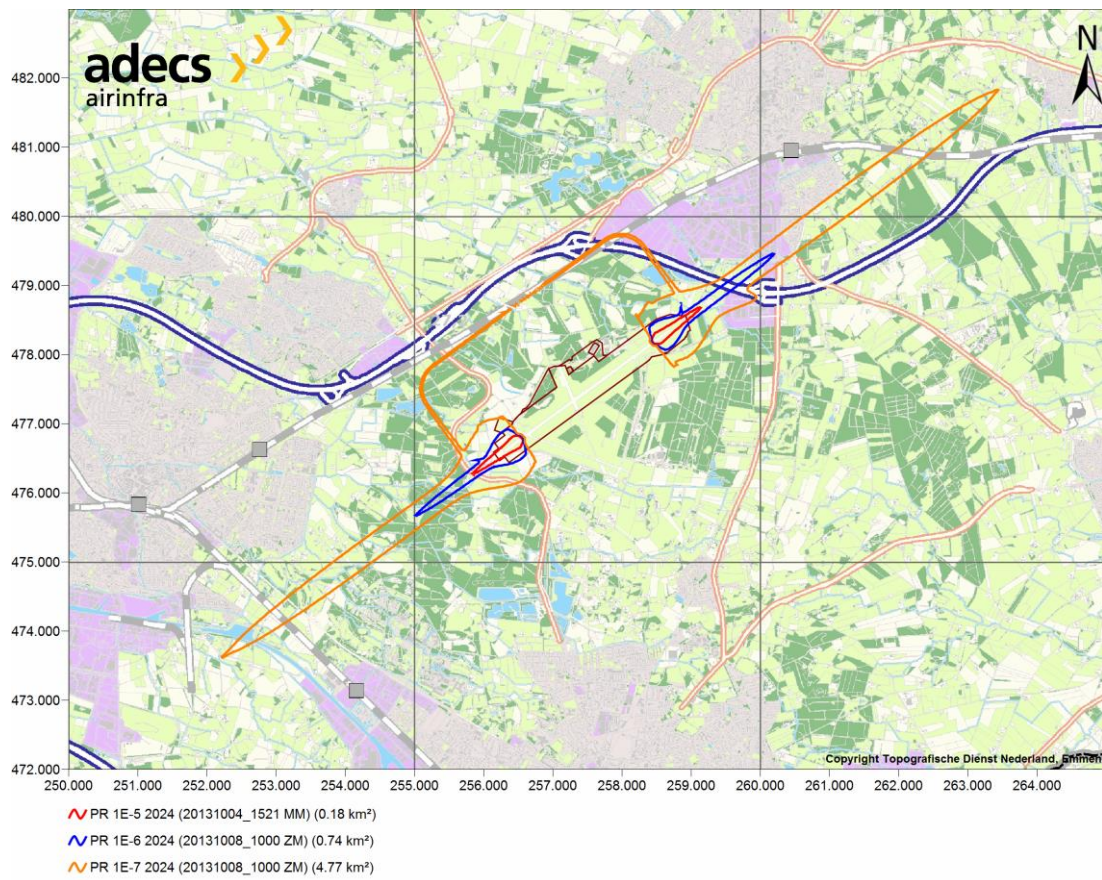 adecs
airinfra
N
482.000
481.000
480.000
479.000
478.000
477.000
476.000
475.000
474.000
473.000
472.000
Copyright Topografische Dienst Nederland, Emmen
250.000 251.000 252.000 253.000 254.000 255.000 256.000 257.000 258.000 259.000 260.000 261.000 262.000 263.000 264.000
PR 1E-5 2024 (20131004_1521 MM) (0.18 km²)
PR 1E-6 2024 (20131008_1000 ZM) (0.74 km²)
PR 1E-7 2024 (20131008_1000 ZM) (4.77 km²)